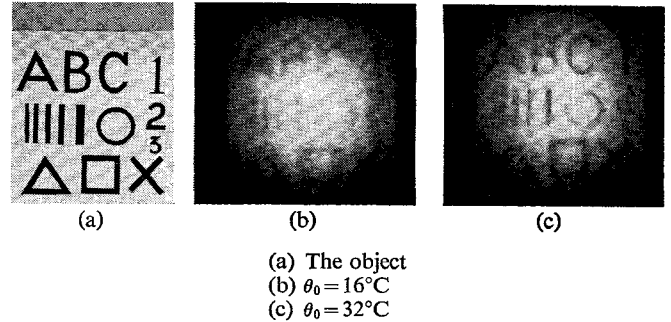 ABC 1
2
3
(a)
(b)
(c)
(a) The object
(b) θ₀=16°C
(c) θ₀=32°C